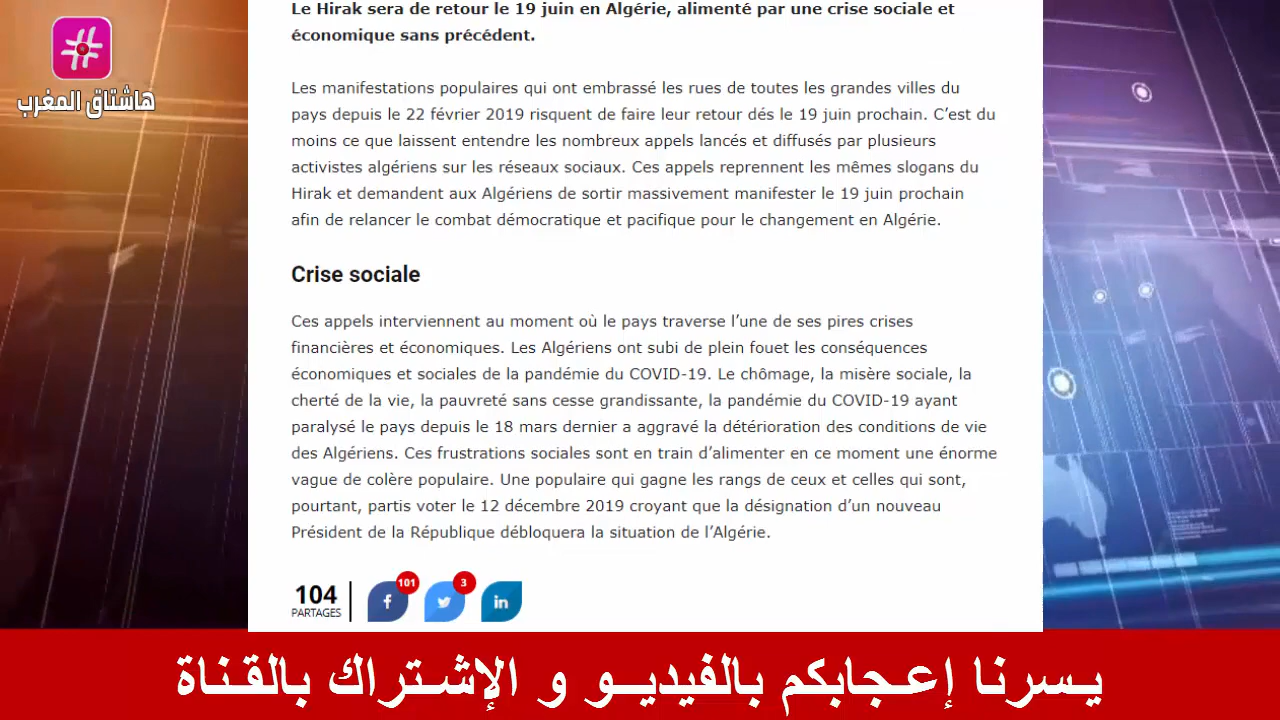 Le Hirak sera de retour le 19 juin en Algérie, alimenté par une crise sociale et
économique sans précédent.
Les manifestations populaires qui ont embrassé les rues de toutes les grandes villes du
pays depuis le 22 février 2019 risquent de faire leur retour dés le 19 juin prochain. C’est du
moins ce que laissent entendre les nombreux appels lancés et diffusés par plusieurs
activistes algériens sur les réseaux sociaux. Ces appels reprennent les mêmes slogans du
Hirak et demandent aux Algériens de sortir massivement manifester le 19 juin prochain
afin de relancer le combat démocratique et pacifique pour le changement en Algérie.
Crise sociale
Ces appels interviennent au moment où le pays traverse l’une de ses pires crises
financières et économiques. Les Algériens ont subi de plein fouet les conséquences
économiques et sociales de la pandémie du COVID-19. Le chômage, la misère sociale, la
cherté de la vie, la pauvreté sans cesse grandissante, la pandémie du COVID-19 ayant
paralysé le pays depuis le 18 mars dernier a aggravé la détérioration des conditions de vie
des Algériens. Ces frustrations sociales sont en train d’alimenter en ce moment une énorme
vague de colère populaire. Une populaire qui gagne les rangs de ceux et celles qui sont,
pourtant, partis voter le 12 décembre 2019 croyant que la désignation d’un nouveau
Président de la République débloquera la situation de l’Algérie.
104
PARTAGES
101
3
#
هاشتاق المغرب
يـسرنا إعـجابكم بالفيديـو و الإشـتراك بالقـناة